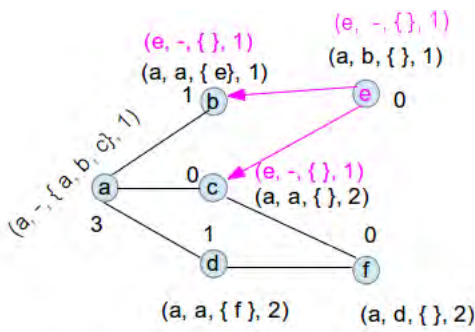 (e, -, { }, 1)
(e, -, { }, 1)
(a, b, { }, 1)
(a, a, { e}, 1)
1
b
e
0
(a, -, { a, b, c}, 1)
0
(e, -, { }, 1)
a
c
(a, a, { }, 2)
3
1
0
d
f
(a, a, { f }, 2)
(a, d, { }, 2)